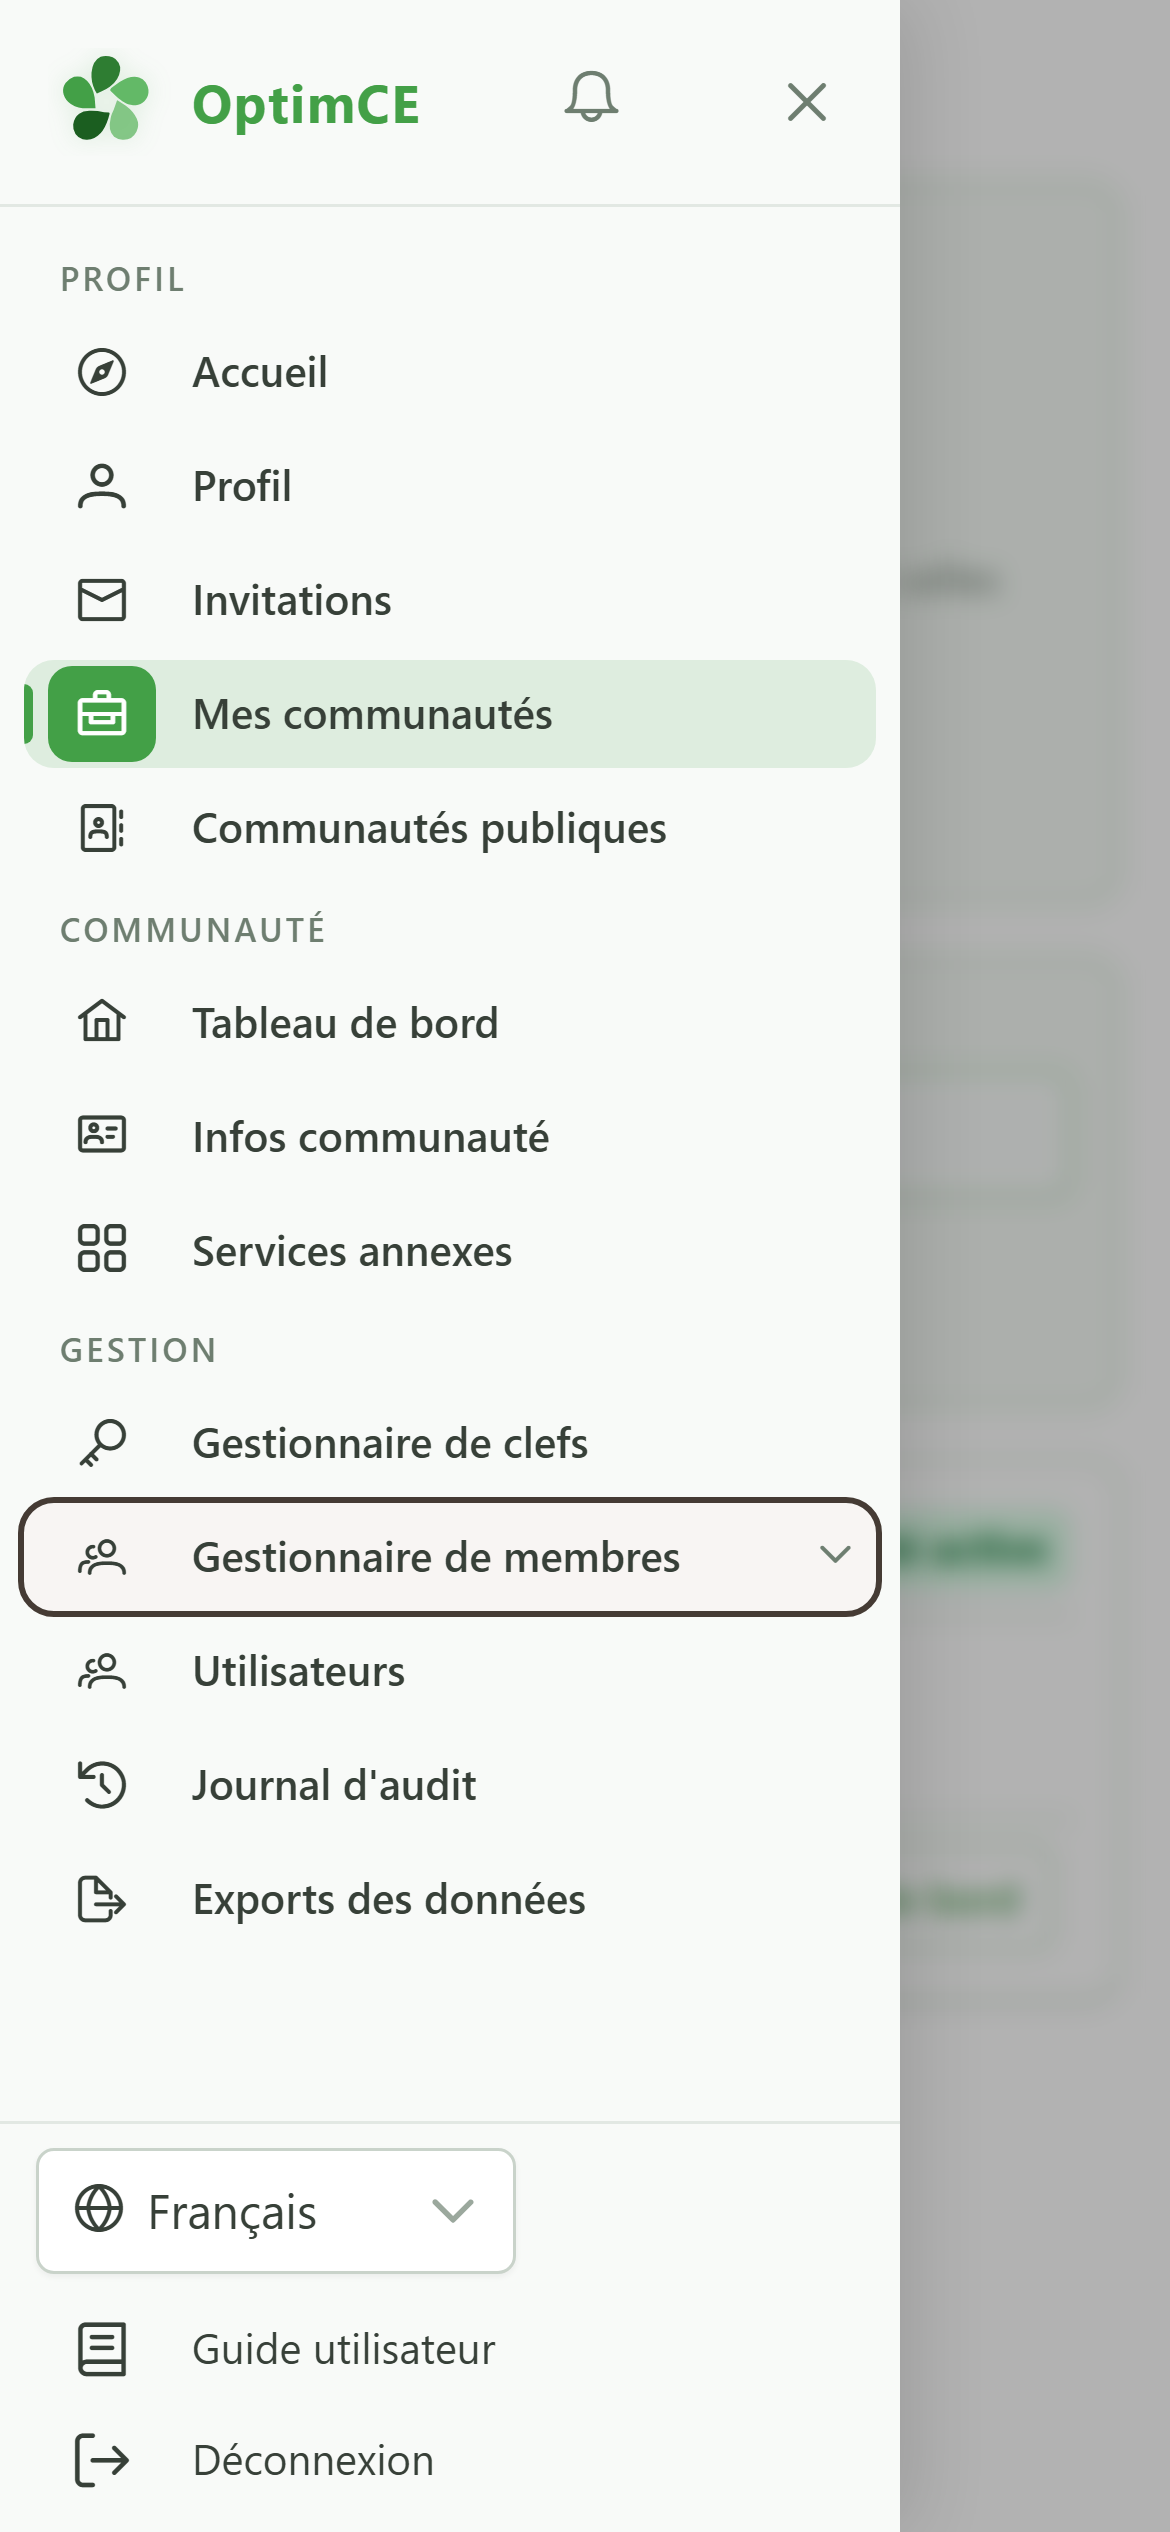 OptimCE
PROFIL
Accueil
Profil
Invitations
Mes communautés
Communautés publiques
COMMUNAUTÉ
Tableau de bord
Infos communauté
Services annexes
GESTION
Gestionnaire de clefs
Gestionnaire de membres
Utilisateurs
Journal d'audit
Exports des données
Français
Guide utilisateur
Déconnexion